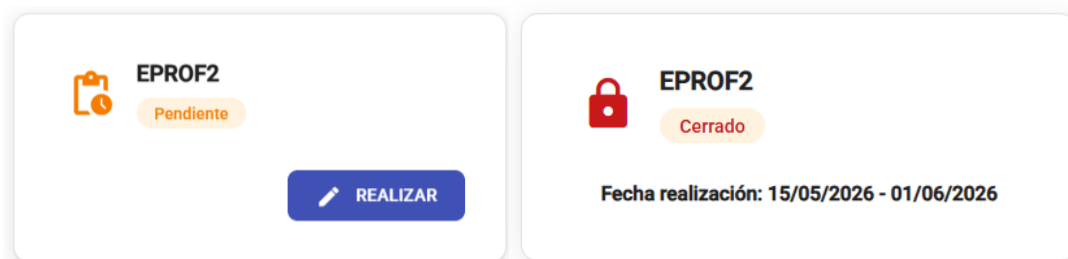 EPROF2
Pendiente
REALIZAR
EPROF2
Cerrado
Fecha realización: 15/05/2026 - 01/06/2026